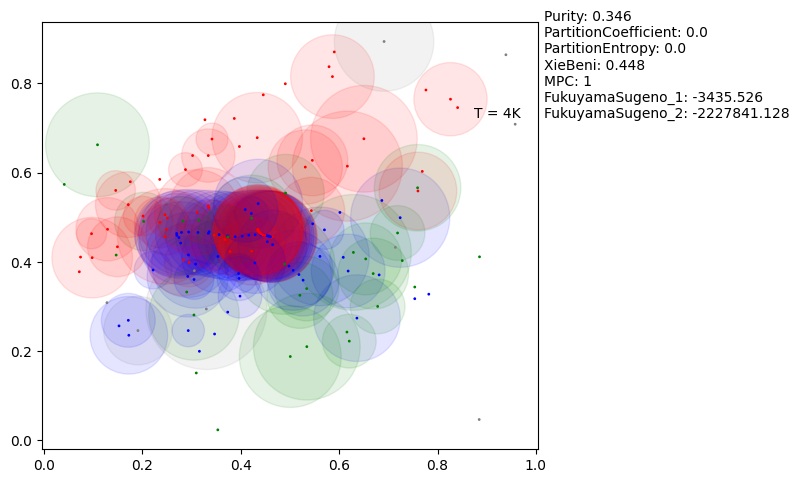 Purity: 0.346
PartitionCoefficient: 0.0
PartitionEntropy: 0.0
XieBeni: 0.448
MPC: 1
FukuyamaSugeno_1: -3435.526
FukuyamaSugeno_2: -2227841.128
T = 4K
0.8
0.6
0.4
0.2
0.0
0.0 0.2 0.4 0.6 0.8 1.0